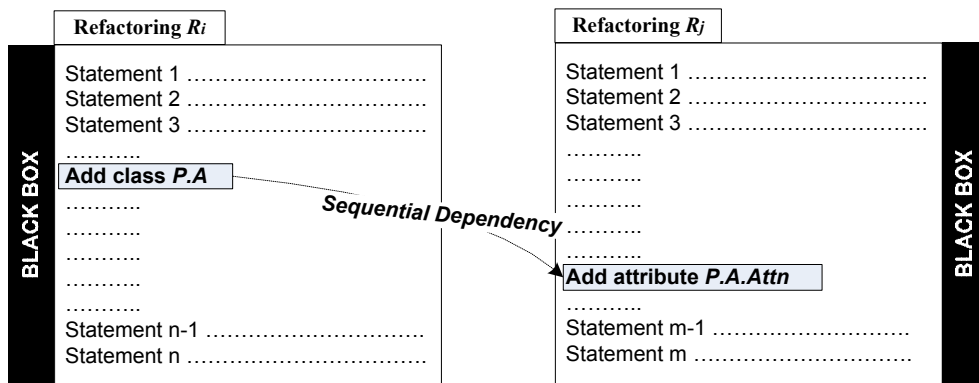 Refactoring Ri
BLACK BOX
Statement 1 ……………………………..
Statement 2 ……………………………..
Statement 3 ……………………………..
………..
Add class P.A
………..
………..
………..
………..
………..
Statement n-1 …………………………..
Statement n ……………………………..
Sequential Dependency
Refactoring Rj
Statement 1 ……………………………..
Statement 2 ……………………………..
Statement 3 ……………………………..
………..
………..
………..
………..
………..
Add attribute P.A.Attn
………..
Statement m-1 ………………………..
Statement m …………………………..
BLACK BOX